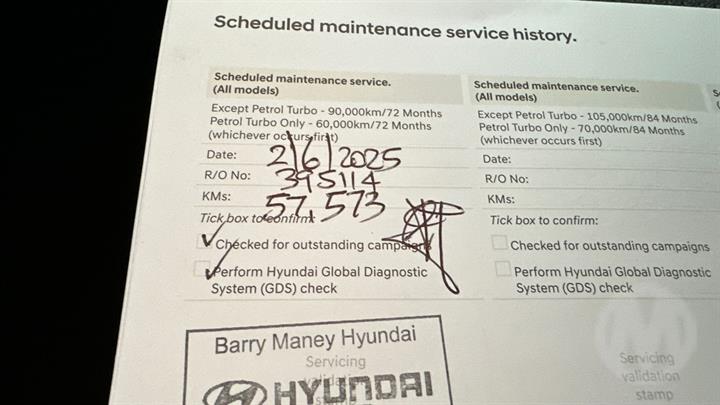 Scheduled maintenance service history.
Scheduled maintenance service.
(All models)
Except Petrol Turbo - 90,000km/72 Months
Petrol Turbo Only - 60,000km/72 Months
(whichever occurs first)
Date: 2/6/2025
R/O No: 395114
KMs: 57,573
Tick box to confirm:
Checked for outstanding campaigns
Perform Hyundai Global Diagnostic
System (GDS) check
Barry Maney Hyundai
Servicing
validation
HYUNDAI
Scheduled maintenance service.
(All models)
Except Petrol Turbo - 105,000km/84 Months
Petrol Turbo Only - 70,000km/84 Months
(whichever occurs first)
Date:
R/O No:
KMs:
Tick box to confirm:
Checked for outstanding campaigns
Perform Hyundai Global Diagnostic
System (GDS) check
Servicing
validation
stamp
M